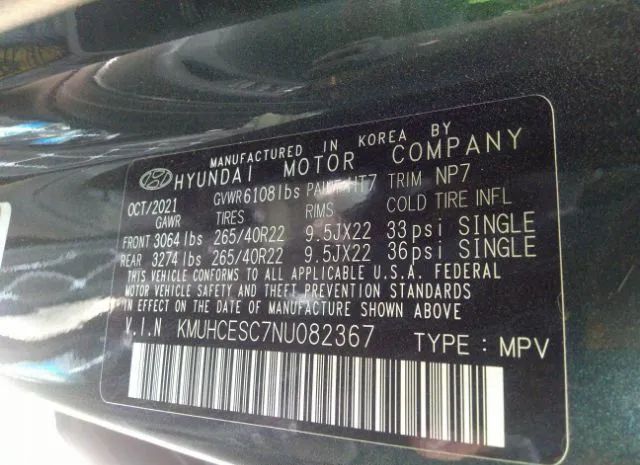 MANUFACTURED IN KOREA BY
HYUNDAI MOTOR COMPANY
OCT/2021 GVWR 6108lbs PAINT HT7 TRIM NP7
GAWR TIRES RIMS COLD TIRE INFL
FRONT 3064 lbs 265/40R22 9.5JX22 33psi SINGLE
REAR 3274 lbs 265/40R22 9.5JX22 36psi SINGLE
THIS VEHICLE CONFORMS TO ALL APPLICABLE U.S.A. FEDERAL
MOTOR VEHICLE SAFETY AND THEFT PREVENTION STANDARDS
IN EFFECT ON THE DATE OF MANUFACTURE SHOWN ABOVE.
V.I.N KMUHCESC7NU082367 TYPE : MPV